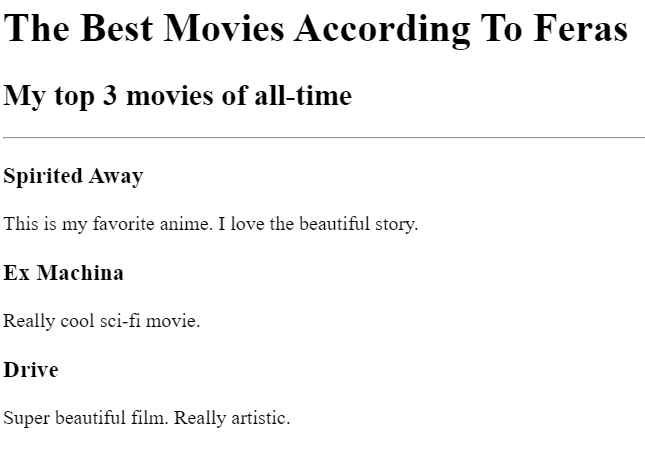 The Best Movies According To Feras
My top 3 movies of all-time
Spirited Away
This is my favorite anime. I love the beautiful story.
Ex Machina
Really cool sci-fi movie.
Drive
Super beautiful film. Really artistic.